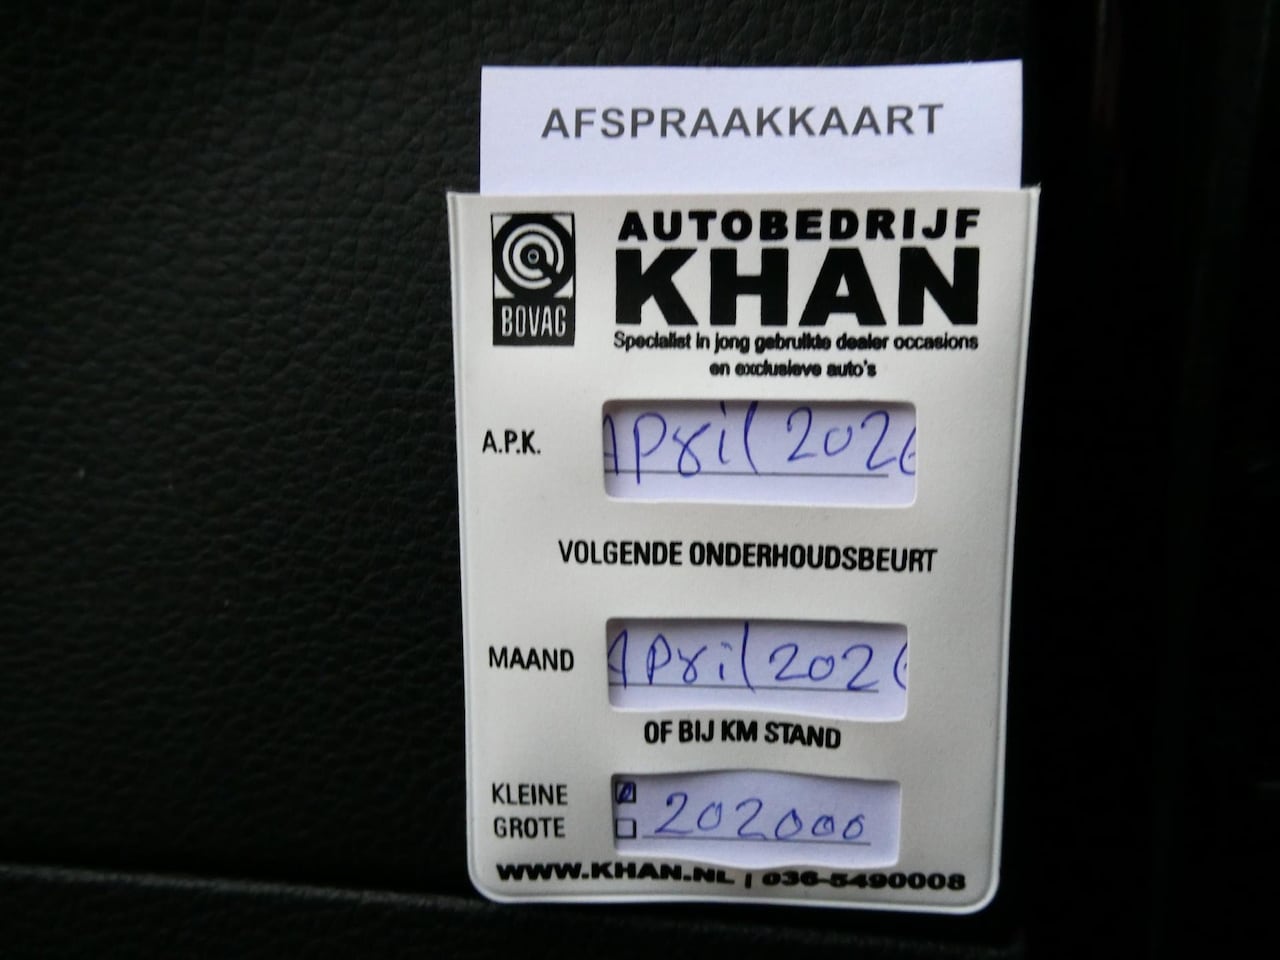 AFSPRAAKKAART
BOVAG
AUTOBEDRIJF
KHAN
Specialist in jong gebruikte dealer occasions
en exclusieve auto's
A.P.K. April 2026
VOLGENDE ONDERHOUDSBEURT
MAAND April 2026
OF BIJ KM STAND
KLEINE
GROTE 202000
WWW.KHAN.NL | 036-5490008